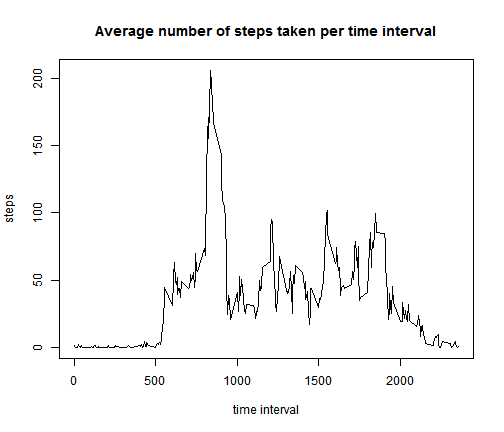 Average number of steps taken per time interval
steps
200
150
100
50
0
0 500 1000 1500 2000
time interval